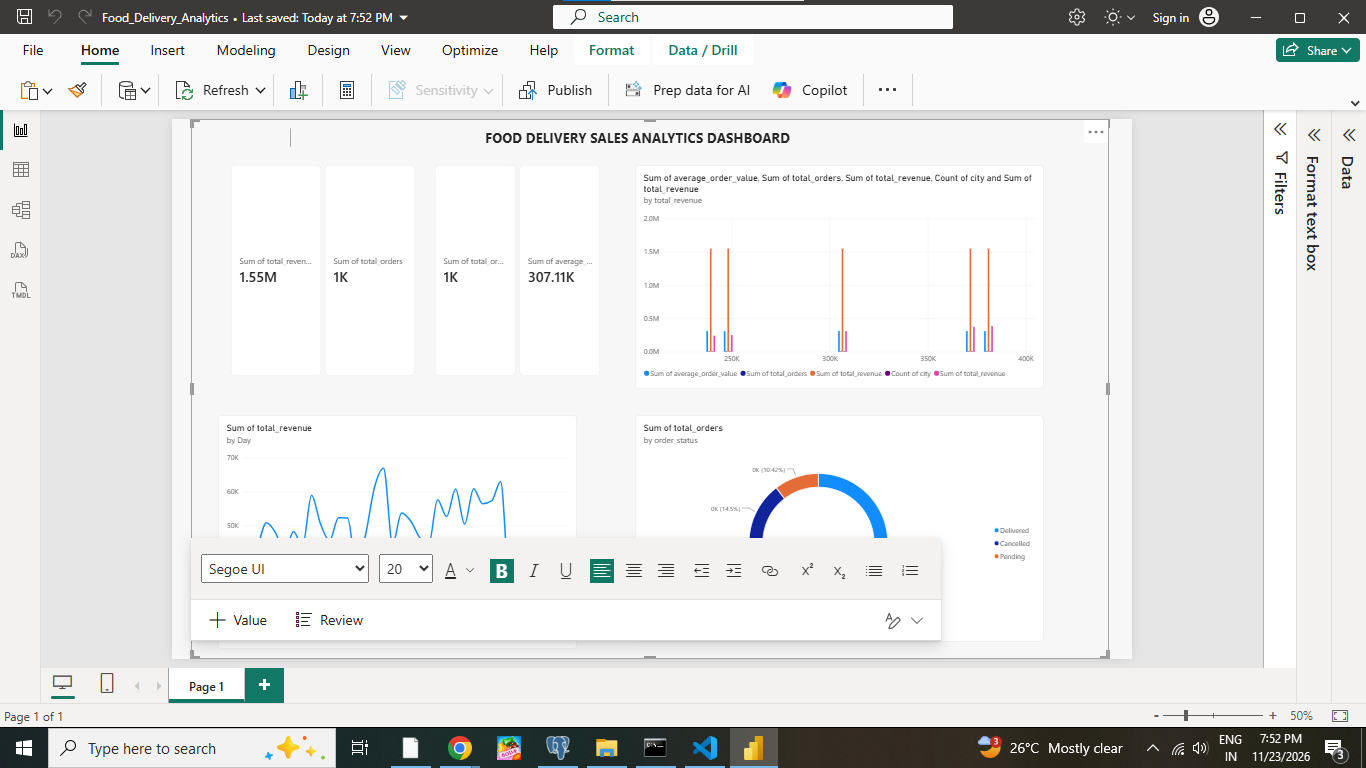 Food_Delivery_Analytics • Last saved: Today at 7:52 PM
Search
Sign in
File Home Insert Modeling Design View Optimize Help Format Data / Drill
Share
Refresh Sensitivity Publish Prep data for AI Copilot
FOOD DELIVERY SALES ANALYTICS DASHBOARD
Sum of total_reven...
1.55M
Sum of total_orders
1K
Sum of total_or...
1K
Sum of average_...
307.11K
Sum of average_order_value, Sum of total_orders, Sum of total_revenue, Count of city and Sum of
total_revenue
by total_revenue
2.0M
1.5M
1.0M
0.5M
0.0M
250K 300K 350K 400K
Sum of average_order_value Sum of total_orders Sum of total_revenue Count of city Sum of total_revenue
Sum of total_revenue
by Day
70K
60K
50K
Sum of total_orders
by order_status
0K (10.42%)
0K (14.5%)
Delivered
Cancelled
Pending
Segoe UI 20 A B I U x² x₂
Value Review
Filters
Format text box
Data
DAX
TMDL
Page 1
Page 1 of 1
- + 50%
Type here to search
26°C Mostly clear
ENG
IN
7:52 PM
11/23/2026
3
3